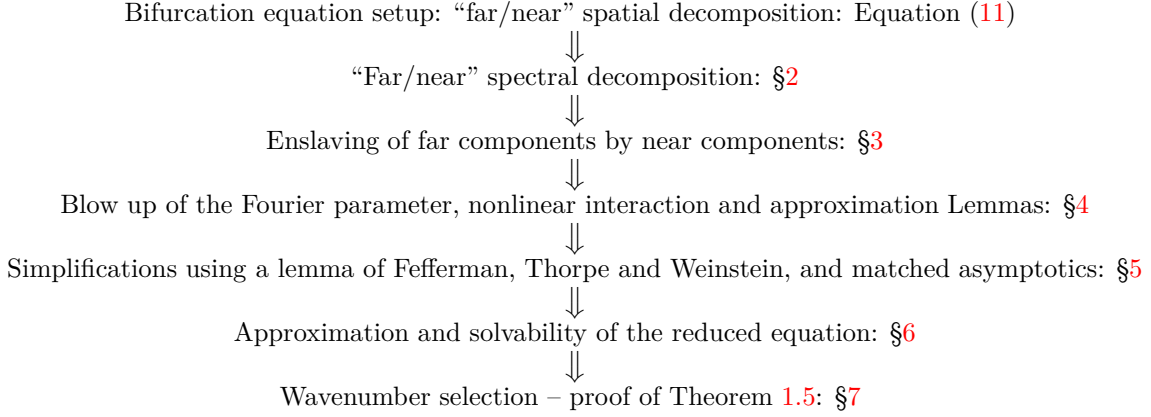 Bifurcation equation setup: “far/near” spatial decomposition: Equation (11)
⇓
“Far/near” spectral decomposition: §2
⇓
Enslaving of far components by near components: §3
⇓
Blow up of the Fourier parameter, nonlinear interaction and approximation Lemmas: §4
⇓
Simplifications using a lemma of Fefferman, Thorpe and Weinstein, and matched asymptotics: §5
⇓
Approximation and solvability of the reduced equation: §6
⇓
Wavenumber selection – proof of Theorem 1.5: §7